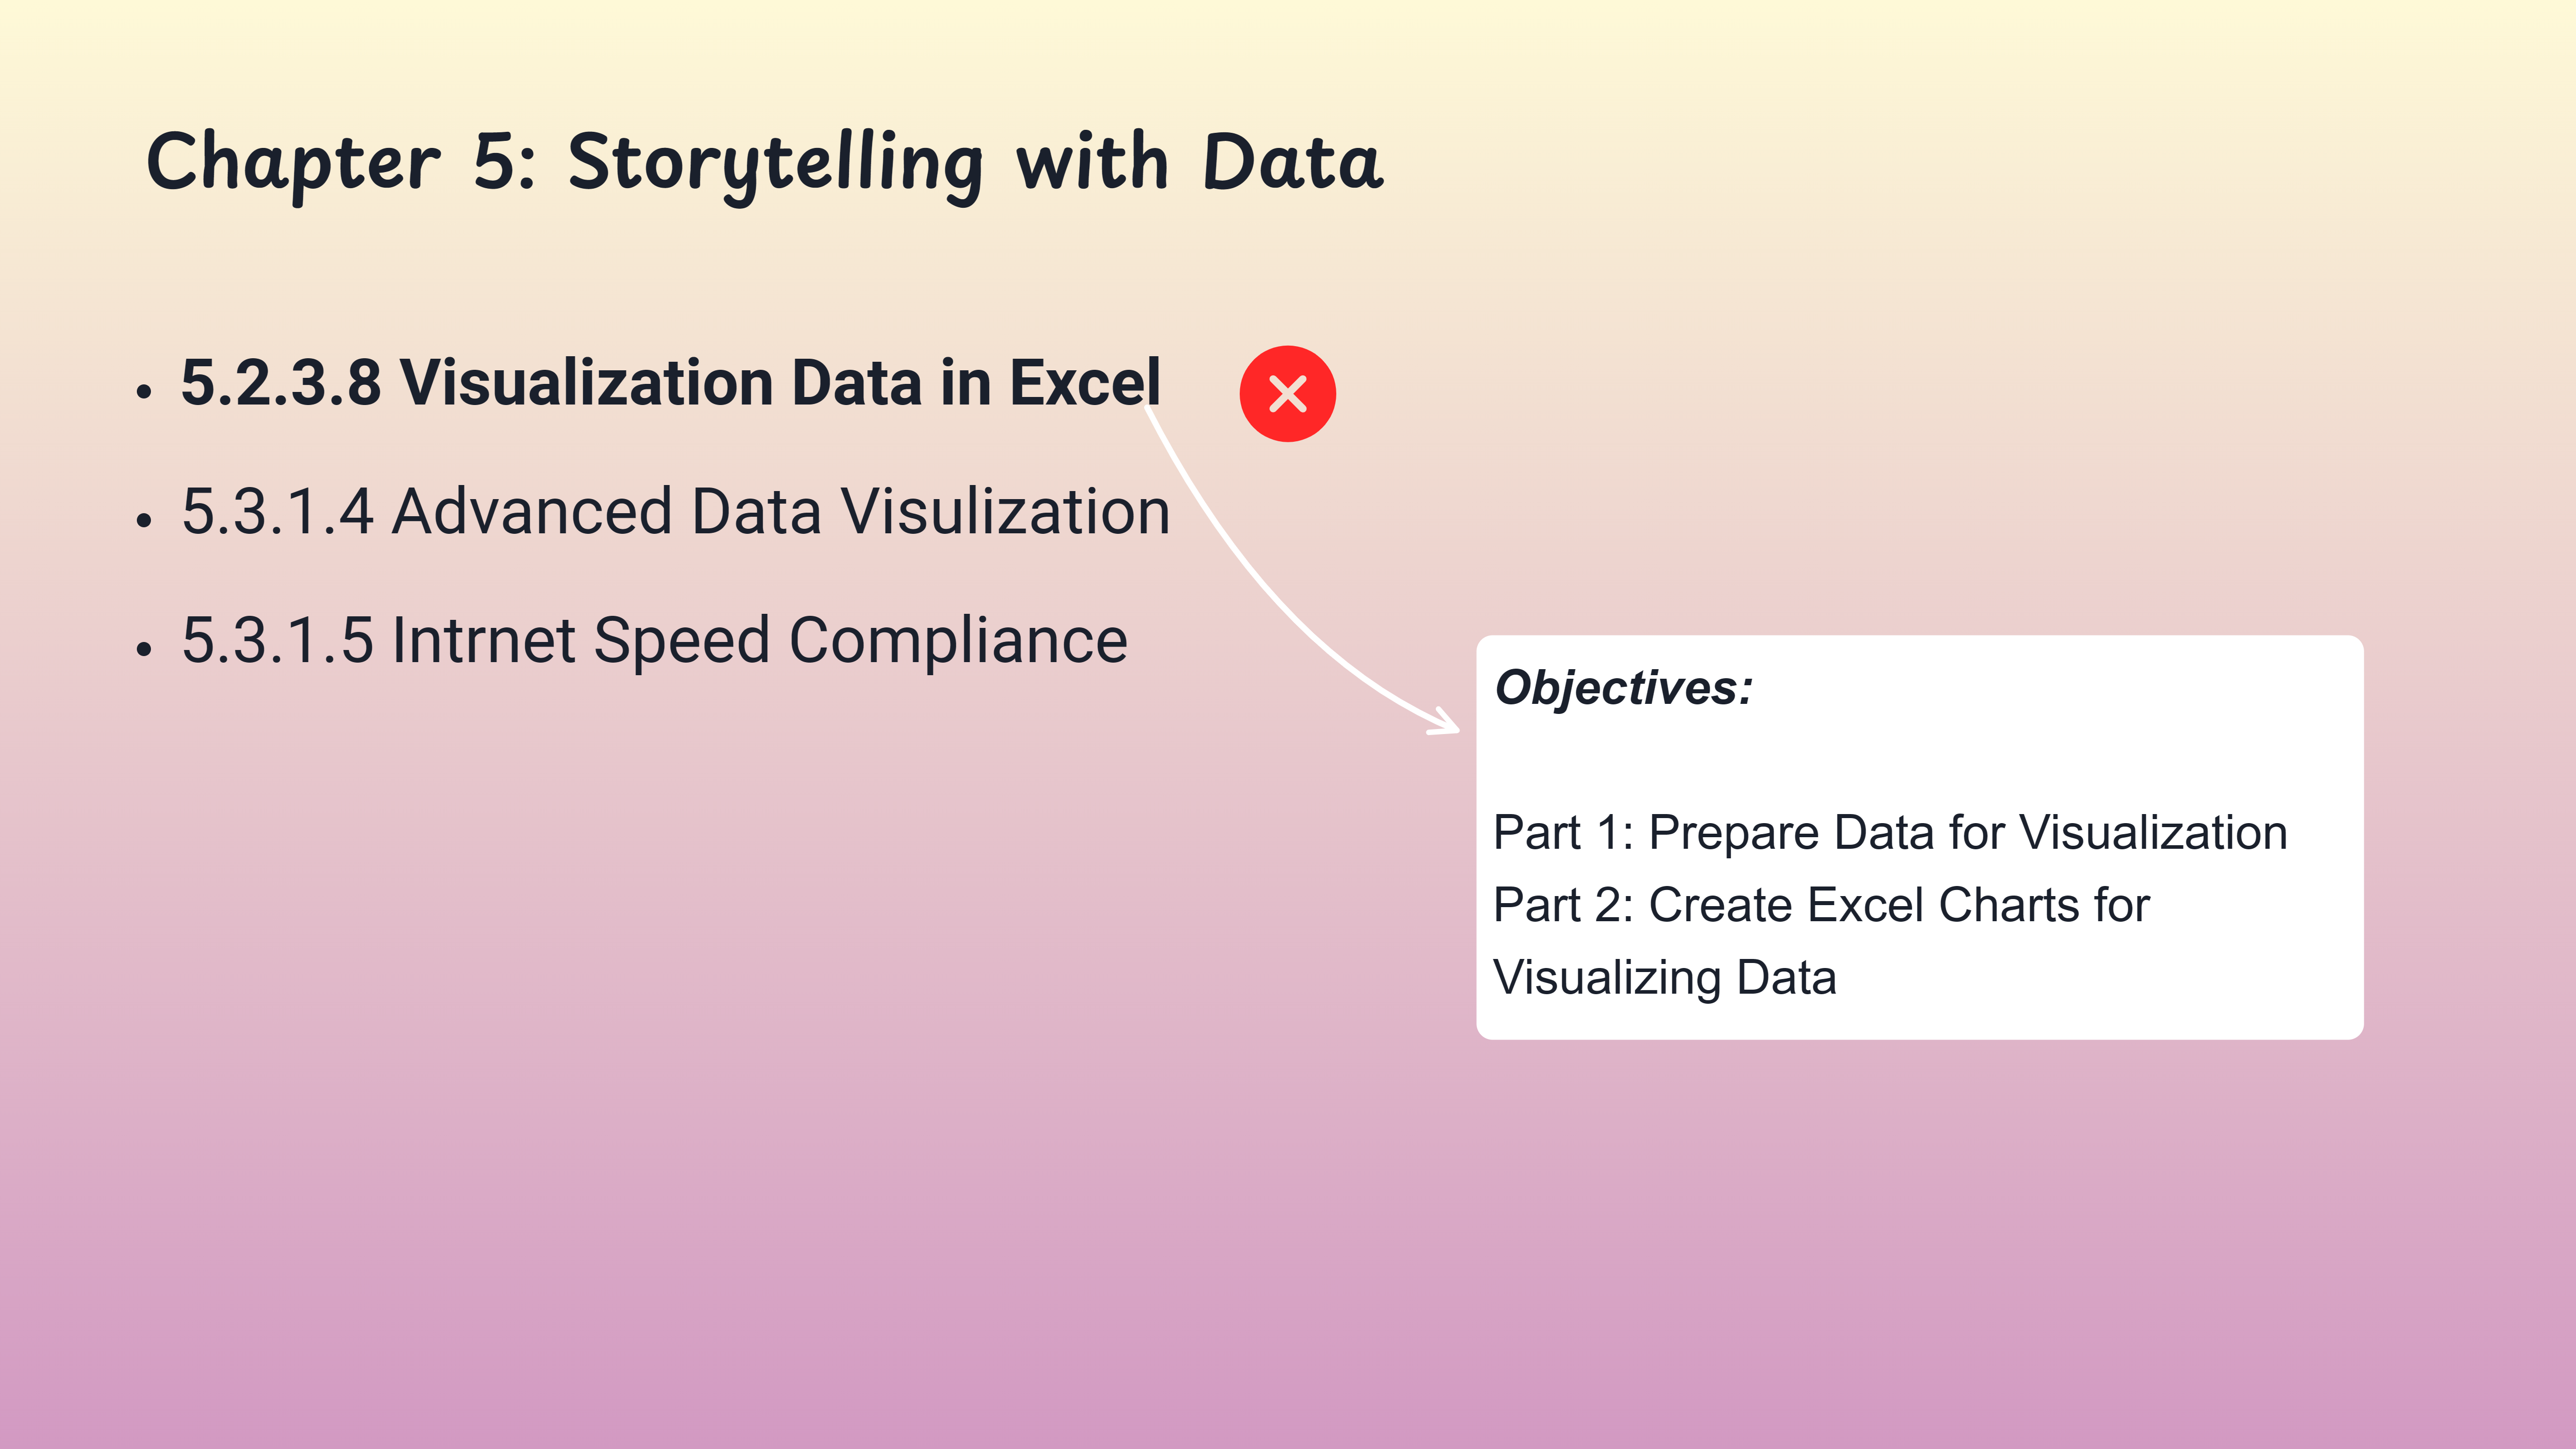 Chapter 5: Storytelling with Data
• 5.2.3.8 Visualization Data in Excel
• 5.3.1.4 Advanced Data Visulization
• 5.3.1.5 Intrnet Speed Compliance
Objectives:
Part 1: Prepare Data for Visualization
Part 2: Create Excel Charts for
Visualizing Data